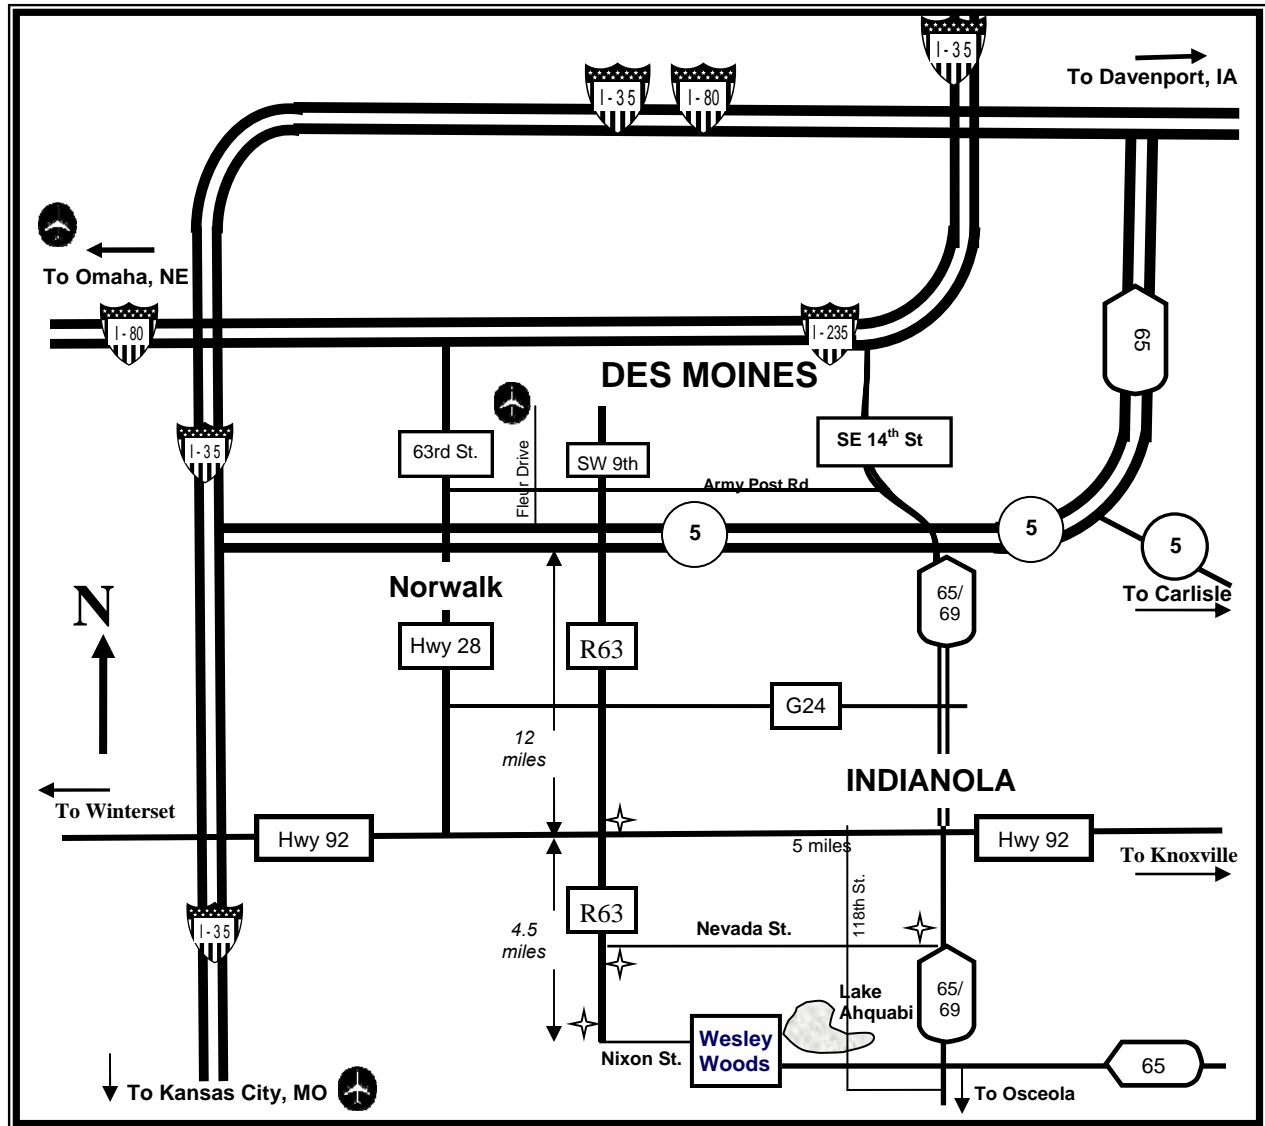 I-35
To Davenport, IA
I-35
I-80
To Omaha, NE
I-80
I-235
65
DES MOINES
63rd St.
Fleur Drive
SW 9th
SE 14th St
I-35
Army Post Rd
5
5
5
Norwalk
65/
69
To Carlisle
N
Hwy 28
R63
G24
12
miles
INDIANOLA
To Winterset
Hwy 92
5 miles
Hwy 92
To Knoxville
118th St.
R63
I-35
4.5
miles
Nevada St.
Lake
Ahquabi
65/
69
Wesley
Woods
Nixon St.
65
To Kansas City, MO
To Osceola